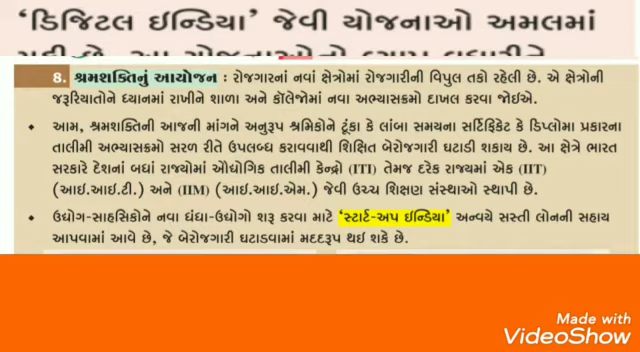 ‘ડિજિટલ ઇન્ડિયા’ જેવી યોજનાઓ અમલમાં
8. શ્રમશક્તિનું આયોજન : રોજગારનાં નવાં ક્ષેત્રોમાં રોજગારીની વિપુલ તકો રહેલી છે. એ ક્ષેત્રોની
જરૂરિયાતોને ધ્યાનમાં રાખીને શાળા અને કૉલેજોમાં નવા અભ્યાસક્રમો દાખલ કરવા જોઈએ.
• આમ, શ્રમશક્તિની આજની માંગને અનુરૂપ શ્રમિકોને ટૂંકા કે લાંબા સમયના સર્ટિફિકેટ કે ડિપ્લોમા પ્રકારના
તાલીમી અભ્યાસક્રમો સરળ રીતે ઉપલબ્ધ કરાવવાથી શિક્ષિત બેરોજગારી ઘટાડી શકાય છે. આ ક્ષેત્રે ભારત
સરકારે દેશનાં બધાં રાજ્યોમાં ઔધોગિક તાલીમી કેન્દ્રો (ITI) તેમજ દરેક રાજ્યમાં એક (IIT)
(આઇ.આઇ.ટી.) અને (IIM) (આઇ.આઇ.એમ.) જેવી ઉચ્ચ શિક્ષણ સંસ્થાઓ સ્થાપી છે.
• ઉધોગ-સાહસિકોને નવા ધંધા-ઉધોગો શરૂ કરવા માટે ‘સ્ટાર્ટ-અપ ઇન્ડિયા’ અન્વયે સસ્તી લોનની સહાય
આપવામાં આવે છે, જે બેરોજગારી ઘટાડવામાં મદદરૂપ થઈ શકે છે.
Made with
VideoShow